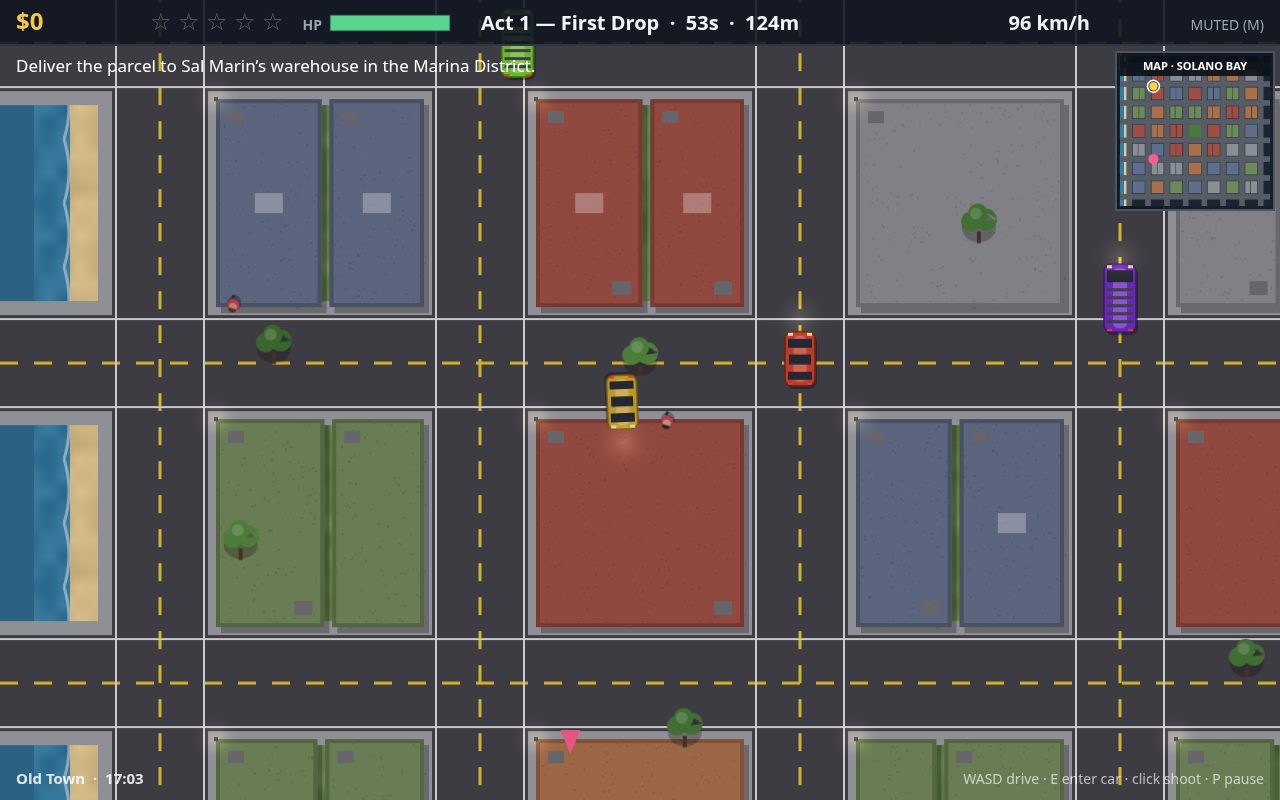 $0 ☆ ☆ ☆ ☆ ☆ HP Act 1 — First Drop · 53s · 124m 96 km/h MUTED (M)
Deliver the parcel to Sal Marin’s warehouse in the Marina District.
MAP · SOLANO BAY
Old Town · 17:03
WASD drive · E enter car · click shoot · P pause